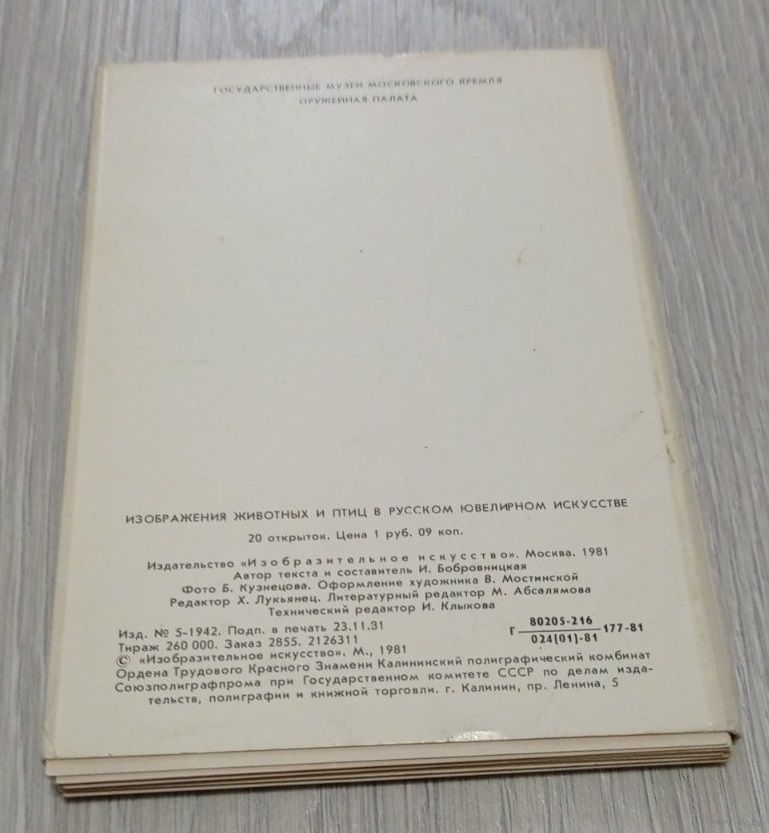 ГОСУДАРСТВЕННЫЕ МУЗЕИ МОСКОВСКОГО КРЕМЛЯ
ОРУЖЕЙНАЯ ПАЛАТА
ИЗОБРАЖЕНИЯ ЖИВОТНЫХ И ПТИЦ В РУССКОМ ЮВЕЛИРНОМ ИСКУССТВЕ
20 открыток. Цена 1 руб. 09 коп.
Издательство «Изобразительное искусство». Москва. 1981
Автор текста и составитель И. Бобровницкая
Фото Б. Кузнецова. Оформление художника В. Мостинской
Редактор Х. Лукьянец. Литературный редактор М. Абсалямова
Технический редактор И. Клыкова
Изд. № 5-1942. Подп. в печать 23.11.81
Тираж 260 000. Заказ 2855. 2126311
Г 80205-216 / 024(01)-81 177-81
© «Изобразительное искусство». М., 1981
Ордена Трудового Красного Знамени Калининский полиграфический комбинат
Союзполиграфпрома при Государственном комитете СССР по делам изда-
тельств, полиграфии и книжной торговли. г. Калинин, пр. Ленина, 5